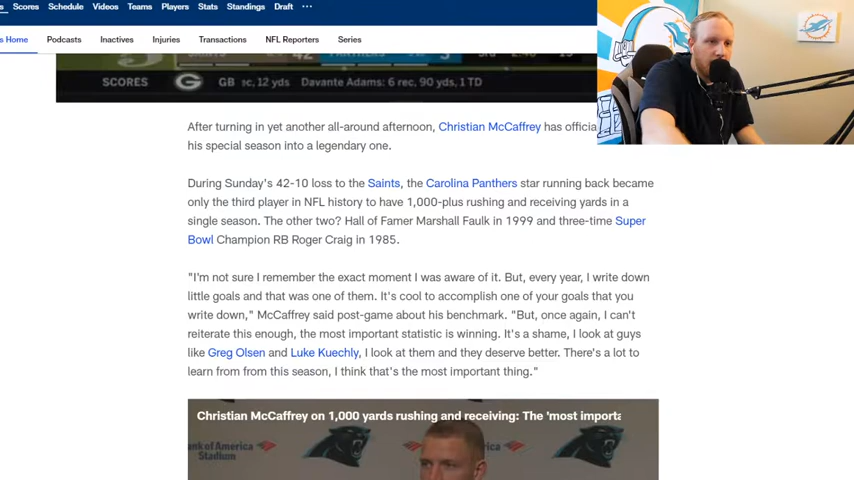 Scores Schedule Videos Teams Players Stats Standings Draft
Home Podcasts Inactives Injuries Transactions NFL Reporters Series
SCORES G GB ec, 12 yds Davante Adams: 6 rec, 90 yds, 1 TD
After turning in yet another all-around afternoon, Christian McCaffrey has officia
his special season into a legendary one.
During Sunday's 42-10 loss to the Saints, the Carolina Panthers star running back became
only the third player in NFL history to have 1,000-plus rushing and receiving yards in a
single season. The other two? Hall of Famer Marshall Faulk in 1999 and three-time Super
Bowl Champion RB Roger Craig in 1985.
"I'm not sure I remember the exact moment I was aware of it. But, every year, I write down
little goals and that was one of them. It's cool to accomplish one of your goals that you
write down," McCaffrey said post-game about his benchmark. "But, once again, I can't
reiterate this enough, the most important statistic is winning. It's a shame, I look at guys
like Greg Olsen and Luke Kuechly, I look at them and they deserve better. There's a lot to
learn from from this season, I think that's the most important thing."
Christian McCaffrey on 1,000 yards rushing and receiving: The 'most importa
Bank of America
Stadium